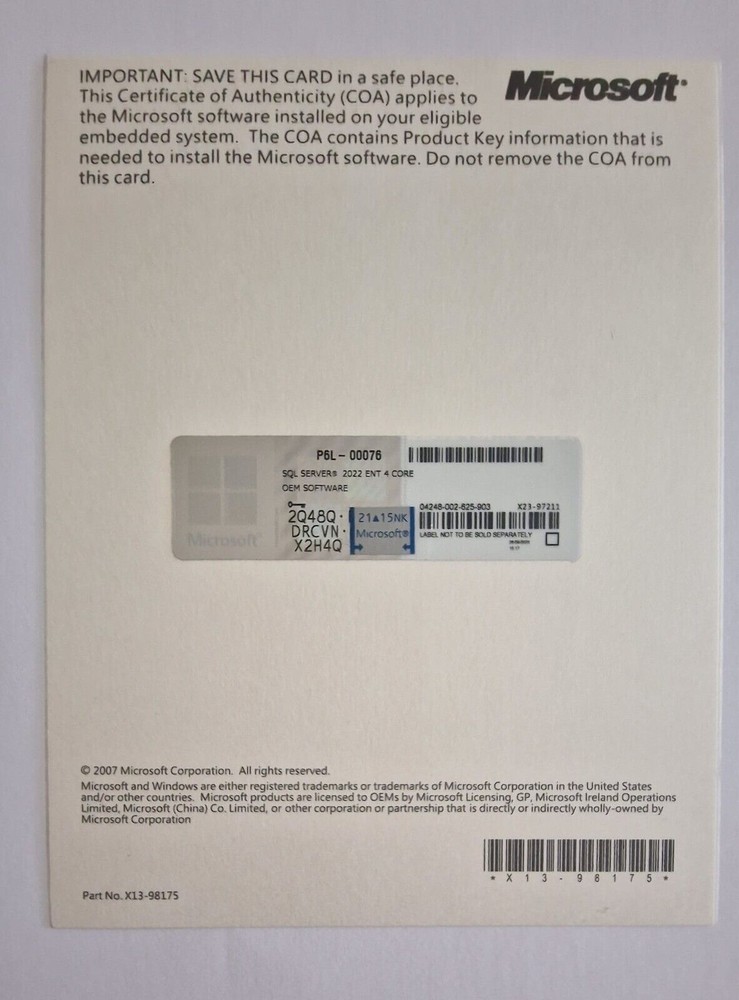 IMPORTANT: SAVE THIS CARD in a safe place.
Microsoft
This Certificate of Authenticity (COA) applies to
the Microsoft software installed on your eligible
embedded system. The COA contains Product Key information that is
needed to install the Microsoft software. Do not remove the COA from
this card.
P6L - 00076
SQL SERVER® 2022 ENT 4 CORE
OEM SOFTWARE
04248-002-625-903 X23-97211
2Q48Q-
DRCVN-
X2H4Q
21▲15NK
Microsoft®
LABEL NOT TO BE SOLD SEPARATELY
Microsoft
© 2007 Microsoft Corporation. All rights reserved.
Microsoft and Windows are either registered trademarks or trademarks of Microsoft Corporation in the United States
and/or other countries. Microsoft products are licensed to OEMs by Microsoft Licensing, GP, Microsoft Ireland Operations
Limited, Microsoft (China) Co. Limited, or other corporation or partnership that is directly or indirectly wholly-owned by
Microsoft Corporation
* X 1 3 - 9 8 1 7 5 *
Part No. X13-98175